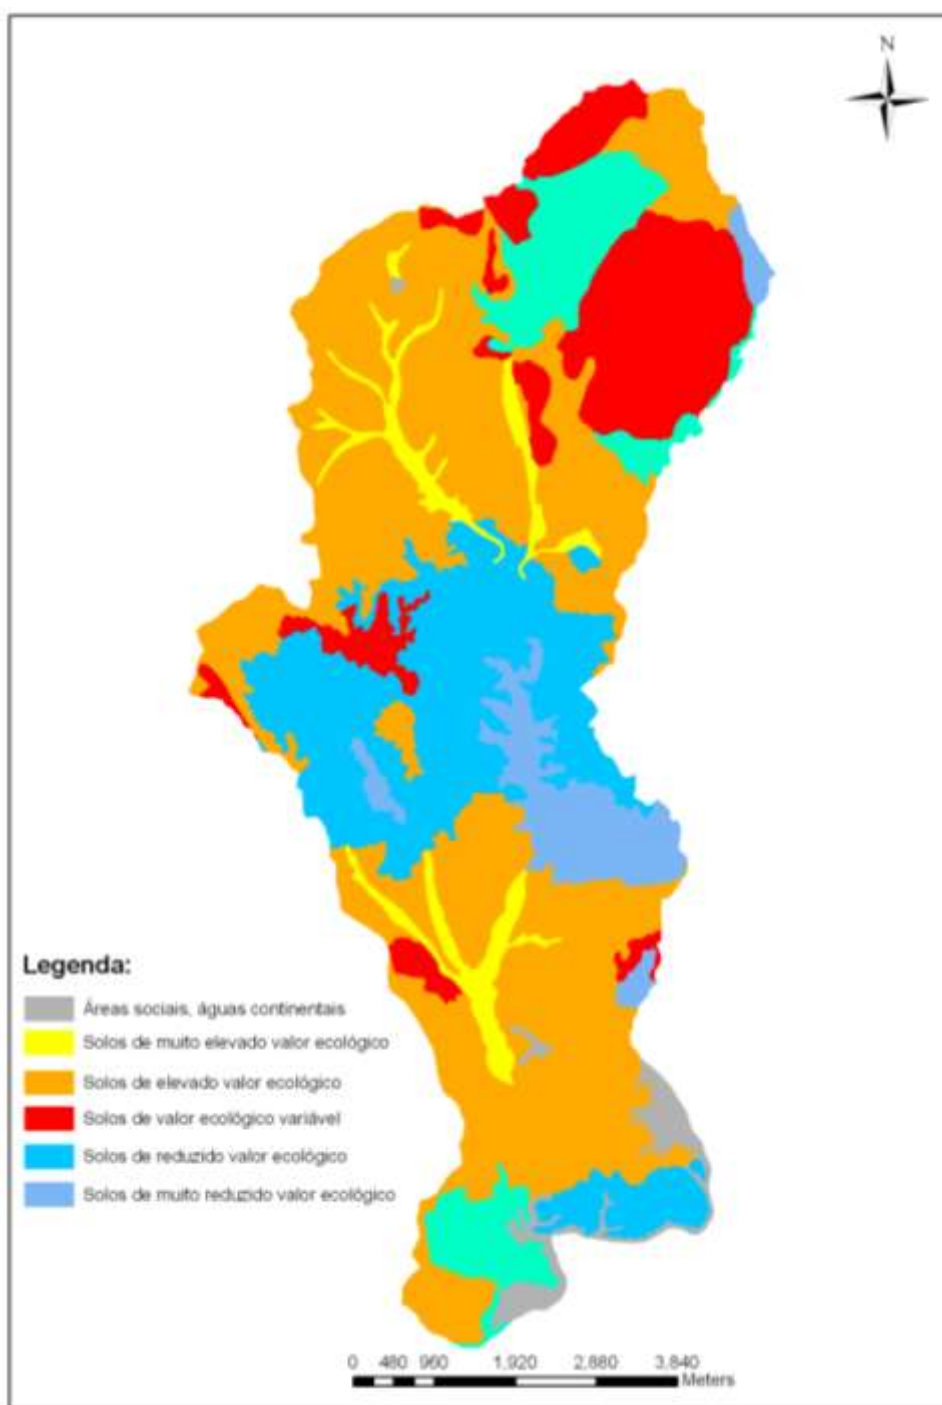 N
Legenda:
Áreas sociais, águas continentais
Solos de muito elevado valor ecológico
Solos de elevado valor ecológico
Solos de valor ecológico variável
Solos de reduzido valor ecológico
Solos de muito reduzido valor ecológico
0 480 960 1.920 2.880 3.840
Meters